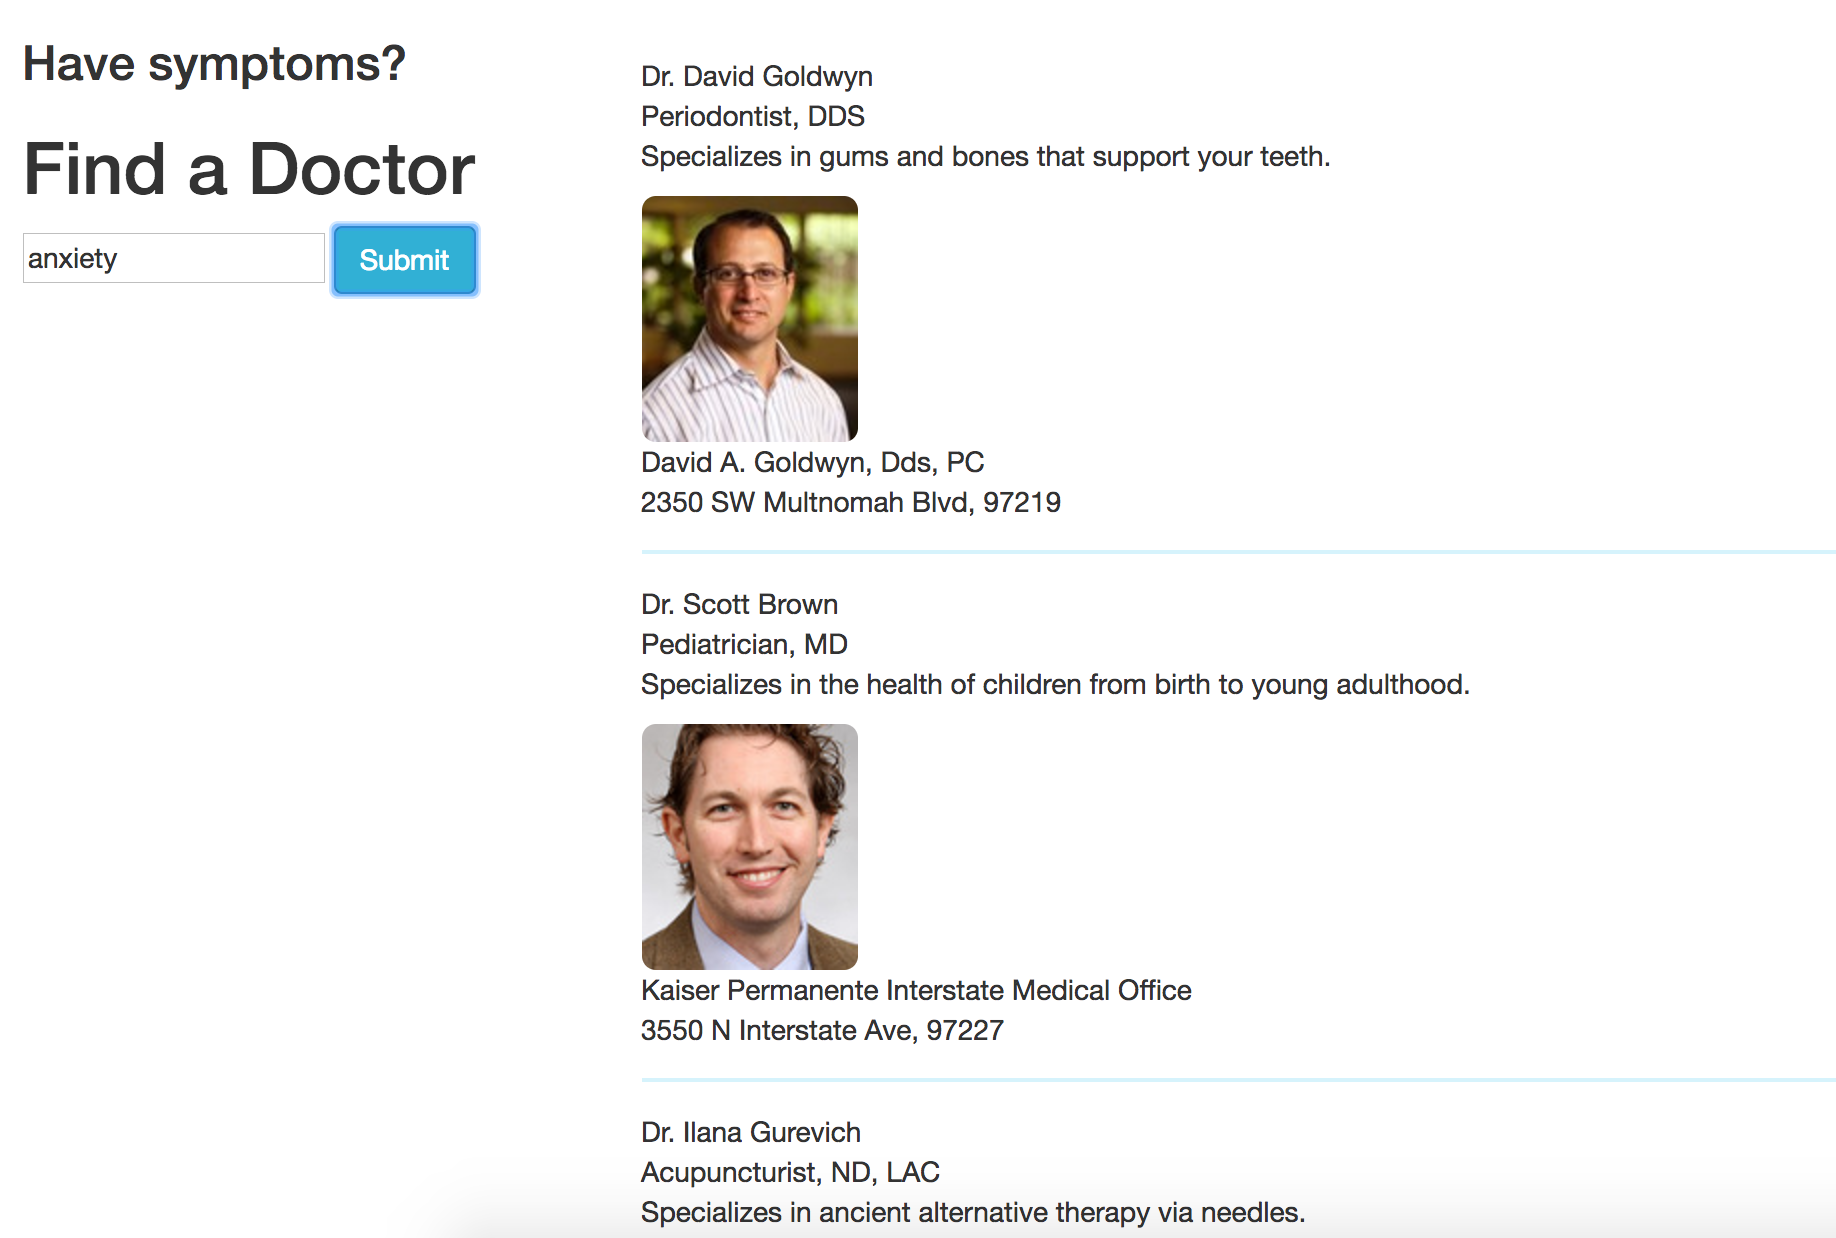 Have symptoms?
Find a Doctor
anxiety
Submit
Dr. David Goldwyn
Periodontist, DDS
Specializes in gums and bones that support your teeth.
David A. Goldwyn, Dds, PC
2350 SW Multnomah Blvd, 97219
Dr. Scott Brown
Pediatrician, MD
Specializes in the health of children from birth to young adulthood.
Kaiser Permanente Interstate Medical Office
3550 N Interstate Ave, 97227
Dr. Ilana Gurevich
Acupuncturist, ND, LAC
Specializes in ancient alternative therapy via needles.